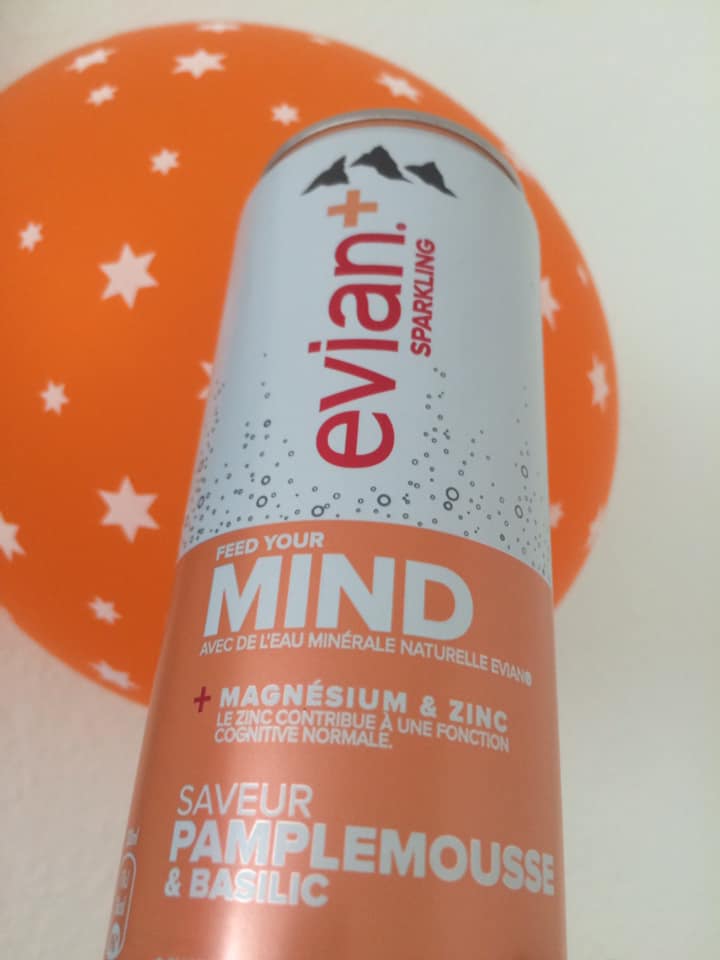 evian.+
SPARKLING
FEED YOUR
MIND
AVEC DE L'EAU MINÉRALE NATURELLE EVIAN®
+ MAGNÉSIUM & ZINC
LE ZINC CONTRIBUE À UNE FONCTION
COGNITIVE NORMALE.
SAVEUR
PAMPLEMOUSSE
& BASILIC